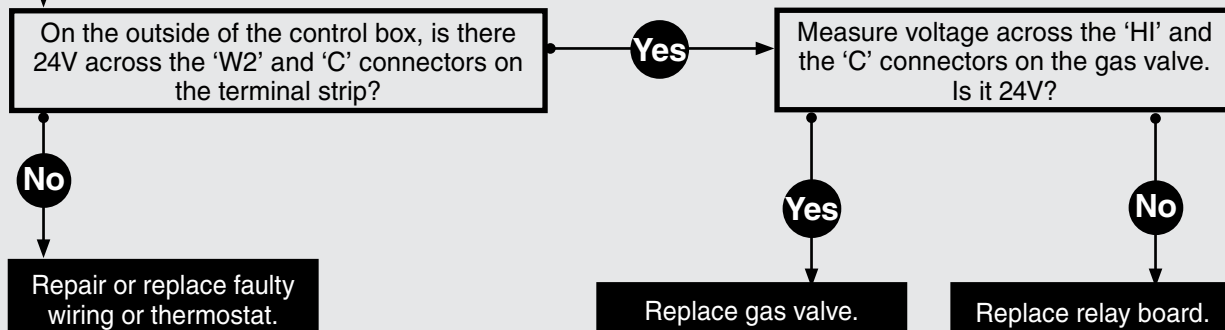 On the outside of the control box, is there
24V across the ‘W2’ and ‘C’ connectors on
the terminal strip?
Yes
Measure voltage across the ‘HI’ and
the ‘C’ connectors on the gas valve.
Is it 24V?
No
Yes
No
Repair or replace faulty
wiring or thermostat.
Replace gas valve.
Replace relay board.